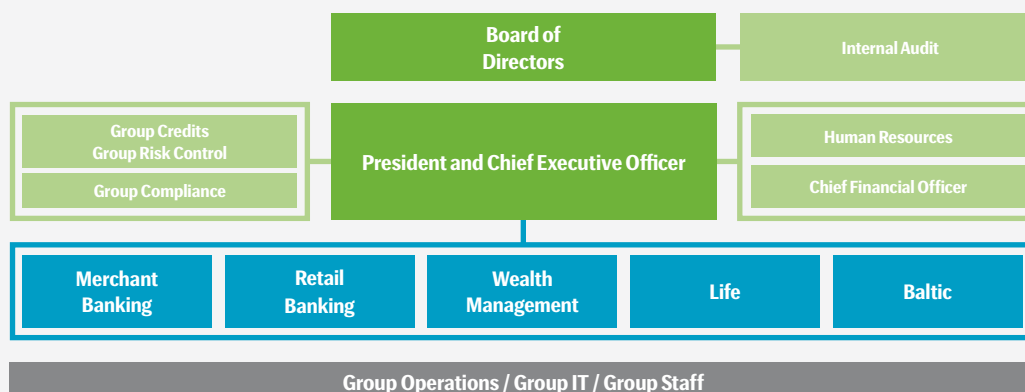 Board of
Directors
Internal Audit
Group Credits
Group Risk Control
Group Compliance
President and Chief Executive Officer
Human Resources
Chief Financial Officer
Merchant
Banking
Retail
Banking
Wealth
Management
Life
Baltic
Group Operations / Group IT / Group Staff